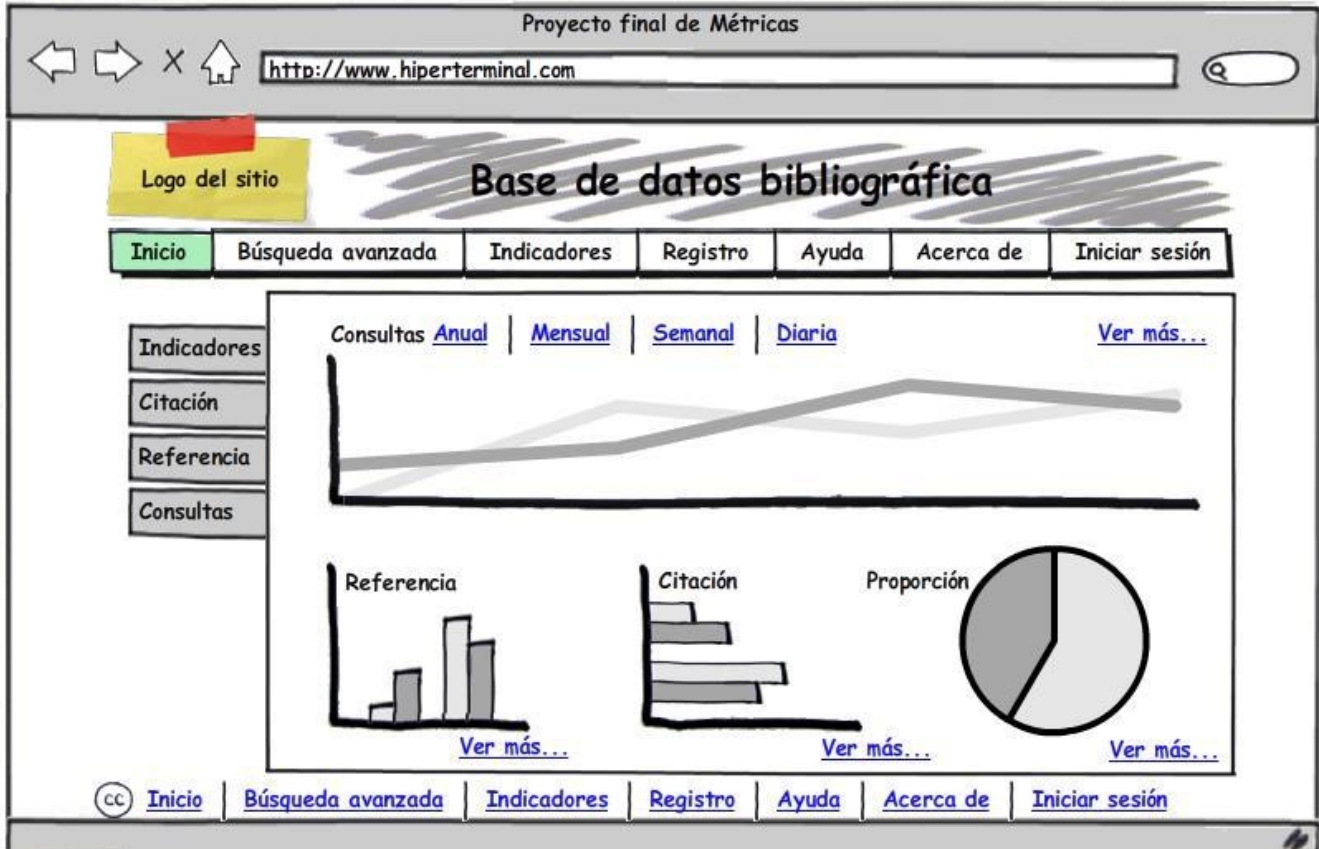 Proyecto final de Métricas
http://www.hiperterminal.com
Logo del sitio
Base de datos bibliográfica
Inicio Búsqueda avanzada Indicadores Registro Ayuda Acerca de Iniciar sesión
Indicadores
Citación
Referencia
Consultas
Consultas Anual | Mensual | Semanal | Diaria Ver más...
Referencia
Ver más...
Citación
Ver más...
Proporción
Ver más...
cc Inicio | Búsqueda avanzada | Indicadores | Registro | Ayuda | Acerca de | Iniciar sesión